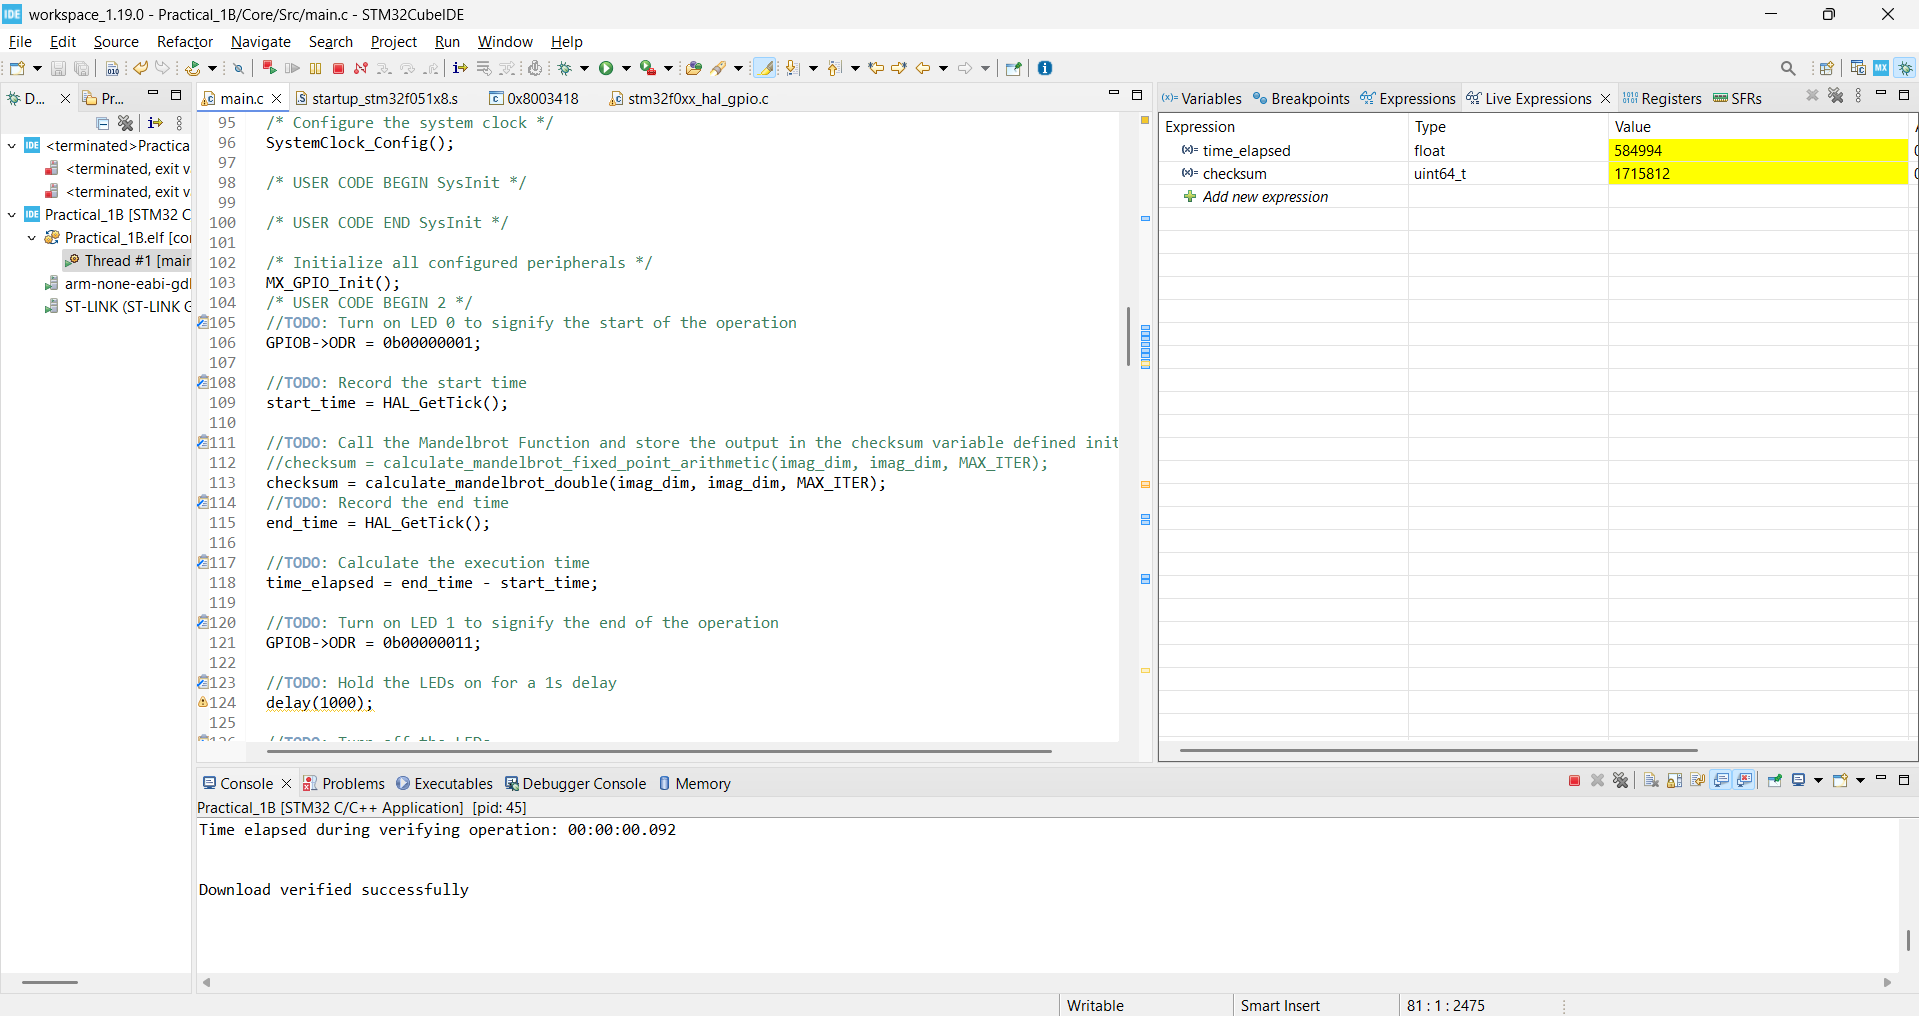 workspace_1.19.0 - Practical_1B/Core/Src/main.c - STM32CubeIDE
File Edit Source Refactor Navigate Search Project Run Window Help
D... Pr...
<terminated>Practica
<terminated, exit v
<terminated, exit v
Practical_1B [STM32 C
Practical_1B.elf [co
Thread #1 [mair
arm-none-eabi-gd
ST-LINK (ST-LINK G
main.c startup_stm32f051x8.s 0x8003418 stm32f0xx_hal_gpio.c
95 /* Configure the system clock */
96 SystemClock_Config();
97
98 /* USER CODE BEGIN SysInit */
99
100 /* USER CODE END SysInit */
101
102 /* Initialize all configured peripherals */
103 MX_GPIO_Init();
104 /* USER CODE BEGIN 2 */
105 //TODO: Turn on LED 0 to signify the start of the operation
106 GPIOB->ODR = 0b00000001;
107
108 //TODO: Record the start time
109 start_time = HAL_GetTick();
110
111 //TODO: Call the Mandelbrot Function and store the output in the checksum variable defined init
112 //checksum = calculate_mandelbrot_fixed_point_arithmetic(imag_dim, imag_dim, MAX_ITER);
113 checksum = calculate_mandelbrot_double(imag_dim, imag_dim, MAX_ITER);
114 //TODO: Record the end time
115 end_time = HAL_GetTick();
116
117 //TODO: Calculate the execution time
118 time_elapsed = end_time - start_time;
119
120 //TODO: Turn on LED 1 to signify the end of the operation
121 GPIOB->ODR = 0b00000011;
122
123 //TODO: Hold the LEDs on for a 1s delay
124 delay(1000);
125
126 //TODO: Turn off the LEDs
Variables Breakpoints Expressions Live Expressions Registers SFRs
Expression Type Value
time_elapsed float 584994
checksum uint64_t 1715812
Add new expression
Console Problems Executables Debugger Console Memory
Practical_1B [STM32 C/C++ Application] [pid: 45]
Time elapsed during verifying operation: 00:00:00.092
Download verified successfully
Writable Smart Insert 81 : 1 : 2475